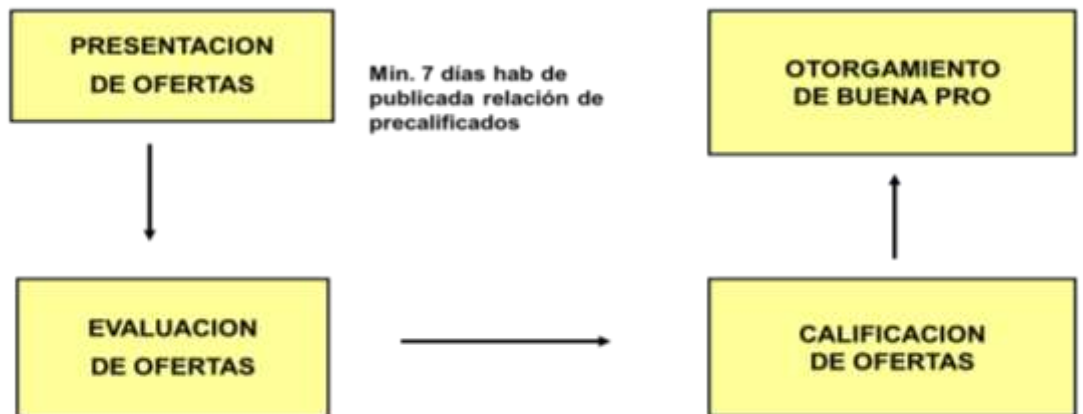 PRESENTACION
DE OFERTAS
Min. 7 días hab de
publicada relación de
precalificados
EVALUACION
DE OFERTAS
CALIFICACION
DE OFERTAS
OTORGAMIENTO
DE BUENA PRO